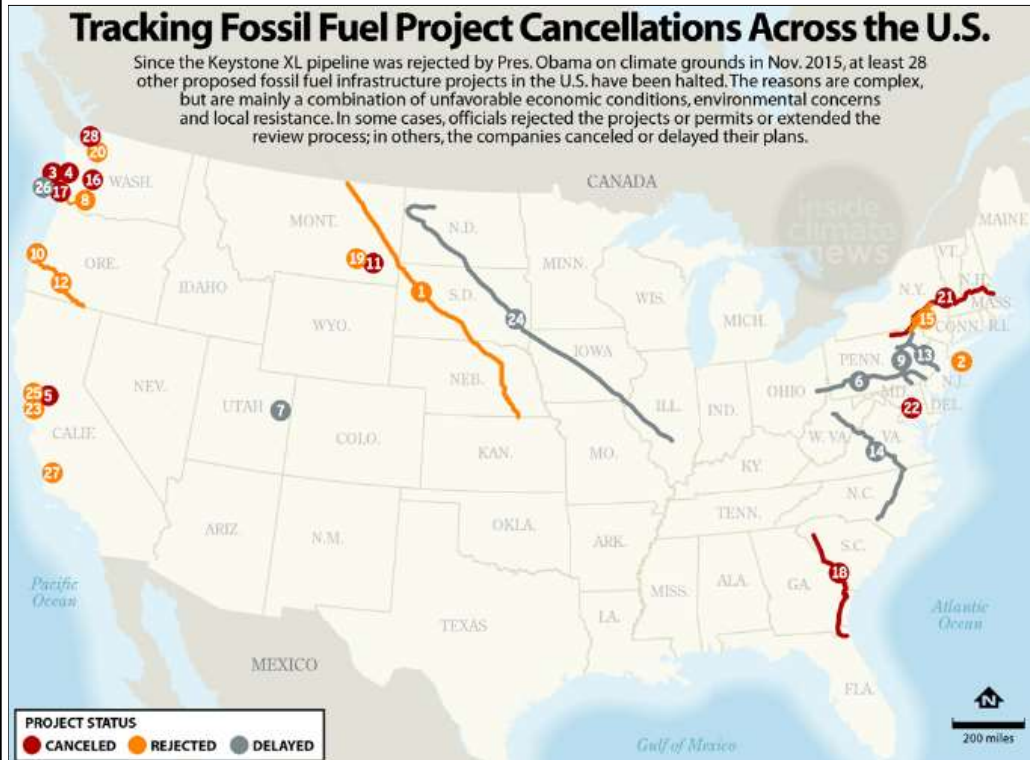 Tracking Fossil Fuel Project Cancellations Across the U.S.
Since the Keystone XL pipeline was rejected by Pres. Obama on climate grounds in Nov. 2015, at least 28
other proposed fossil fuel infrastructure projects in the U.S. have been halted. The reasons are complex,
but are mainly a combination of unfavorable economic conditions, environmental concerns
and local resistance. In some cases, officials rejected the projects or permits or extended the
review process; in others, the companies canceled or delayed their plans.
28
20
3 4
16 WASH.
26 17
8
CANADA
inside
climate
news
MAINE
MONT.
N.D.
VT.
10
ORE.
19 11
MINN.
N.H.
12
IDAHO
1
S.D.
WIS.
N.Y.
21
MASS.
24
MICH.
15
CONN. R.I.
WYO.
IOWA
PENN.
9 13
2
NEV.
NEB.
OHIO
6
N.J.
25 5
MD.
23
UTAH 7
ILL.
IND.
22 DEL.
CALIF.
COLO.
W. VA.
VA.
KAN.
MO.
14
27
KY.
N.C.
TENN.
ARIZ.
N.M.
OKLA.
ARK.
S.C.
18
Pacific
Ocean
MISS.
ALA.
GA.
Atlantic
Ocean
TEXAS
LA.
MEXICO
FLA.
N
200 miles
PROJECT STATUS
CANCELED REJECTED DELAYED
Gulf of Mexico